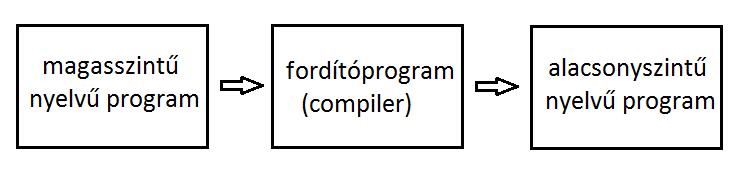 magasszintű
nyelvű program
fordítóprogram
(compiler)
alacsonyszintű
nyelvű program